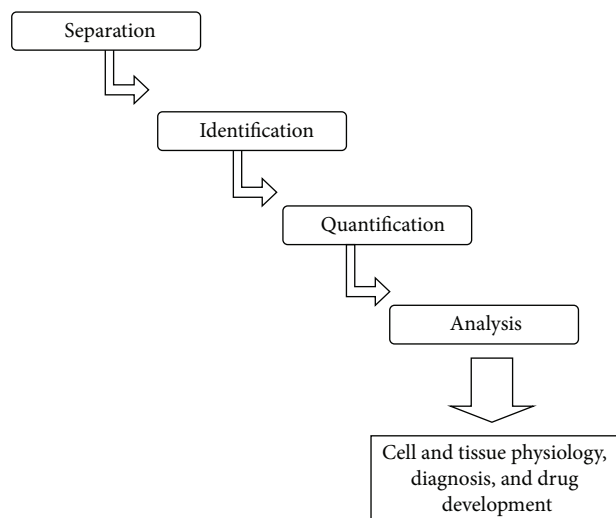 Separation
Identification
Quantification
Analysis
Cell and tissue physiology,
diagnosis, and drug
development